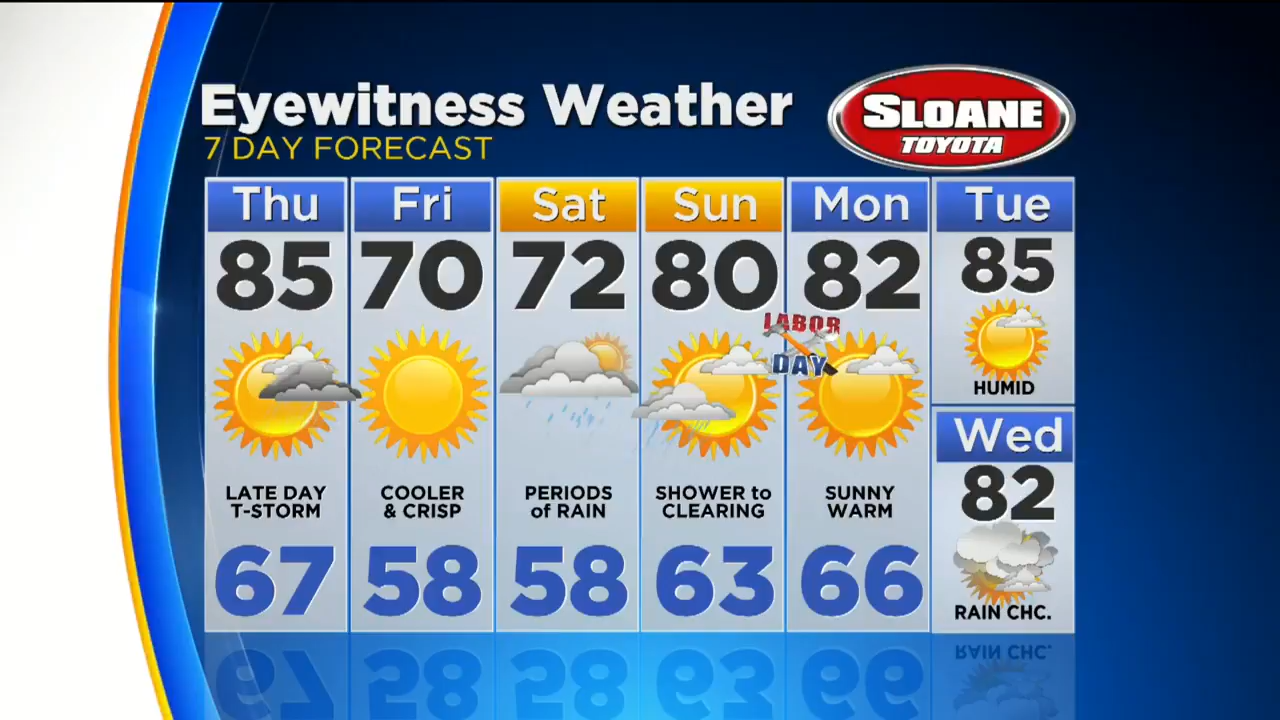 Eyewitness Weather
7 DAY FORECAST
SLOANE
TOYOTA
Thu
85
LATE DAY
T-STORM
67
Fri
70
COOLER
& CRISP
58
Sat
72
PERIODS
of RAIN
58
Sun
80
SHOWER to
CLEARING
63
LABOR
DAY
Mon
82
SUNNY
WARM
66
Tue
85
HUMID
Wed
82
RAIN CHC.